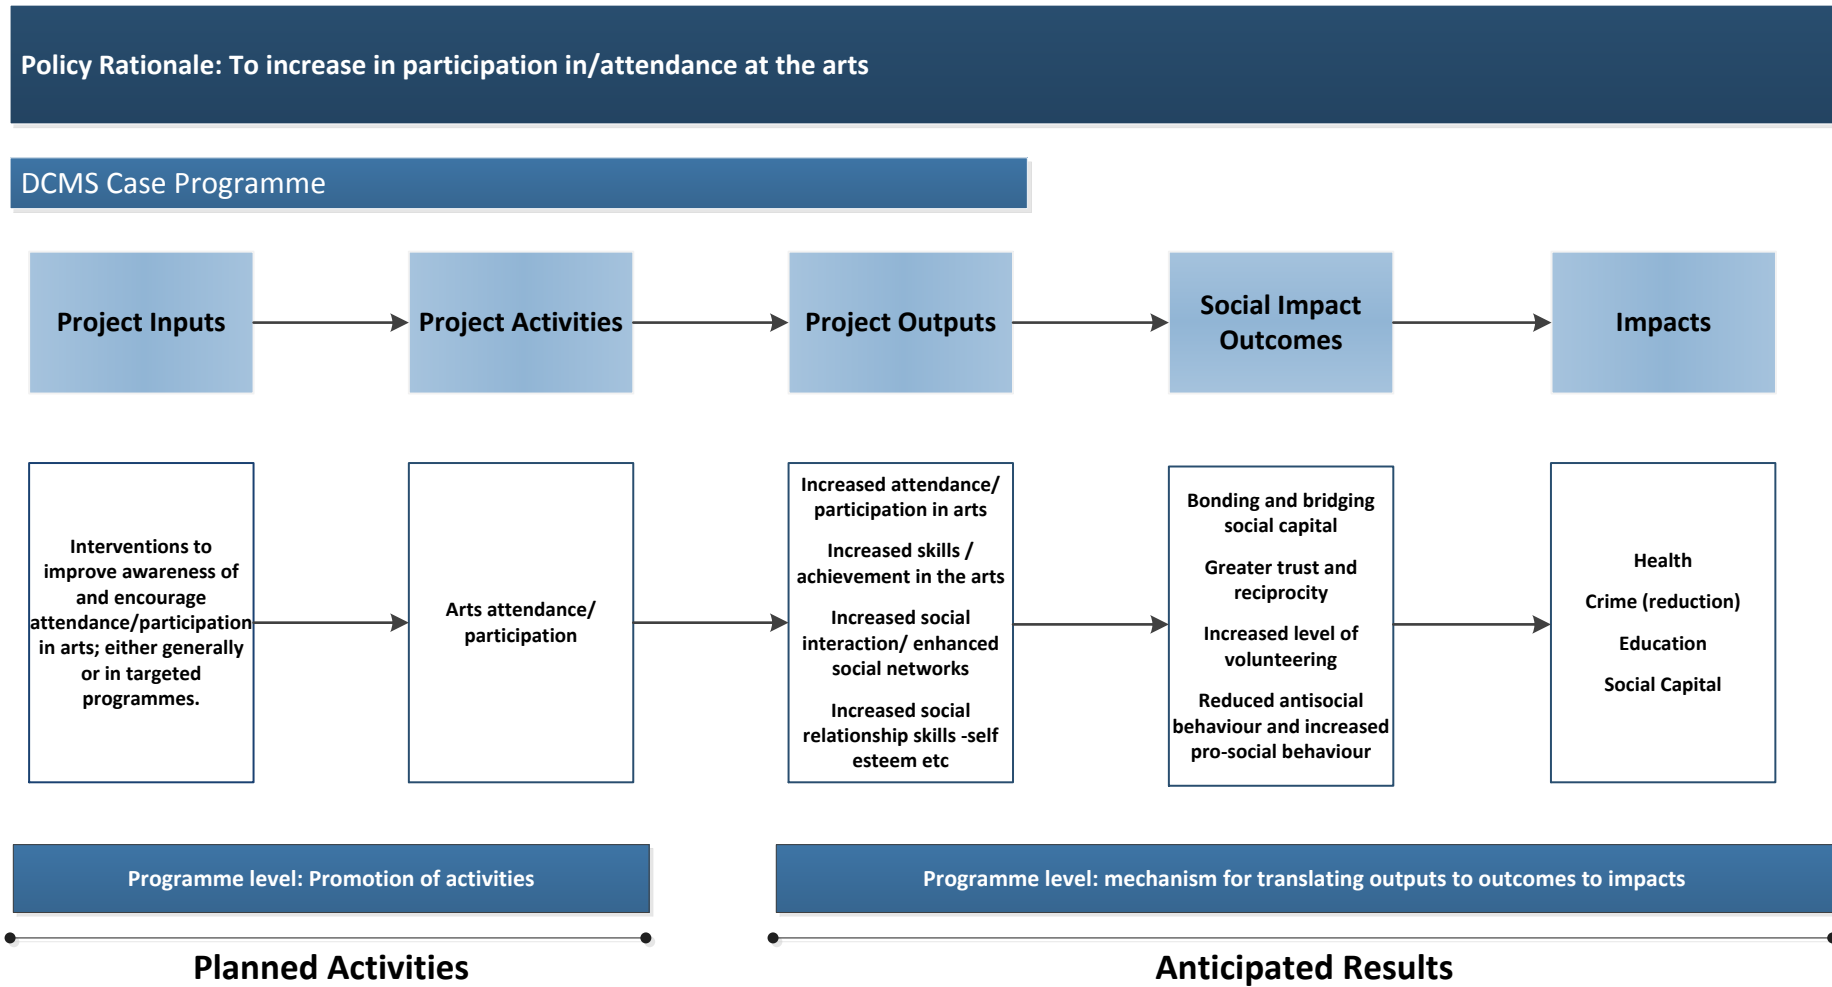 Policy Rationale: To increase in participation in/attendance at the arts
DCMS Case Programme
Project Inputs
Project Activities
Project Outputs
Social Impact
Outcomes
Impacts
Interventions to
improve awareness of
and encourage
attendance/participation
in arts; either generally
or in targeted
programmes.
Arts attendance/
participation
Increased attendance/
participation in arts
Increased skills /
achievement in the arts
Increased social
interaction/ enhanced
social networks
Increased social
relationship skills -self
esteem etc
Bonding and bridging
social capital
Greater trust and
reciprocity
Increased level of
volunteering
Reduced antisocial
behaviour and increased
pro-social behaviour
Health
Crime (reduction)
Education
Social Capital
Programme level: Promotion of activities
Programme level: mechanism for translating outputs to outcomes to impacts
Planned Activities
Anticipated Results